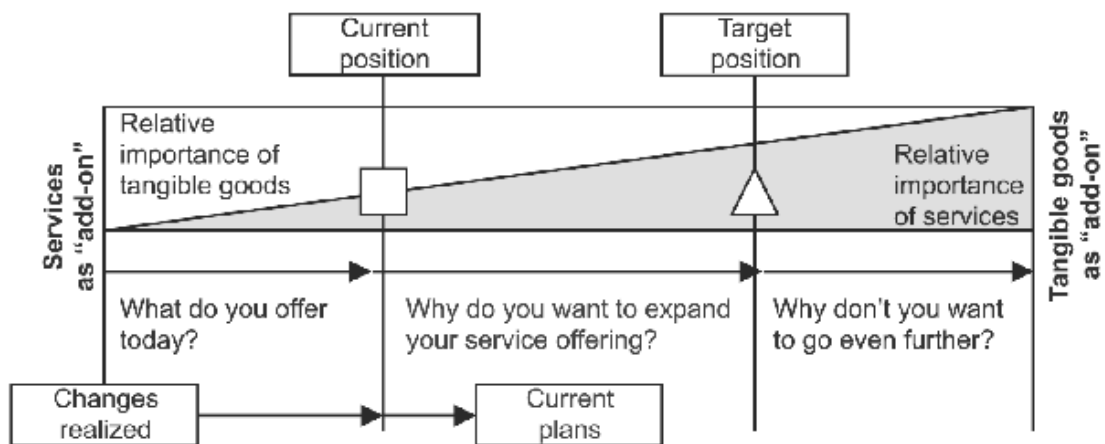 Current
position
Target
position
Services
as “add-on”
Relative
importance of
tangible goods
Relative
importance
of services
Tangible goods
as “add-on”
What do you offer
today?
Why do you want to expand
your service offering?
Why don’t you want
to go even further?
Changes
realized
Current
plans